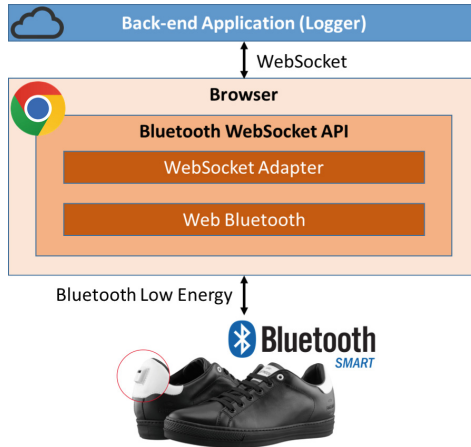 Back-end Application (Logger)
WebSocket
Browser
Bluetooth WebSocket API
WebSocket Adapter
Web Bluetooth
Bluetooth Low Energy
Bluetooth
SMART